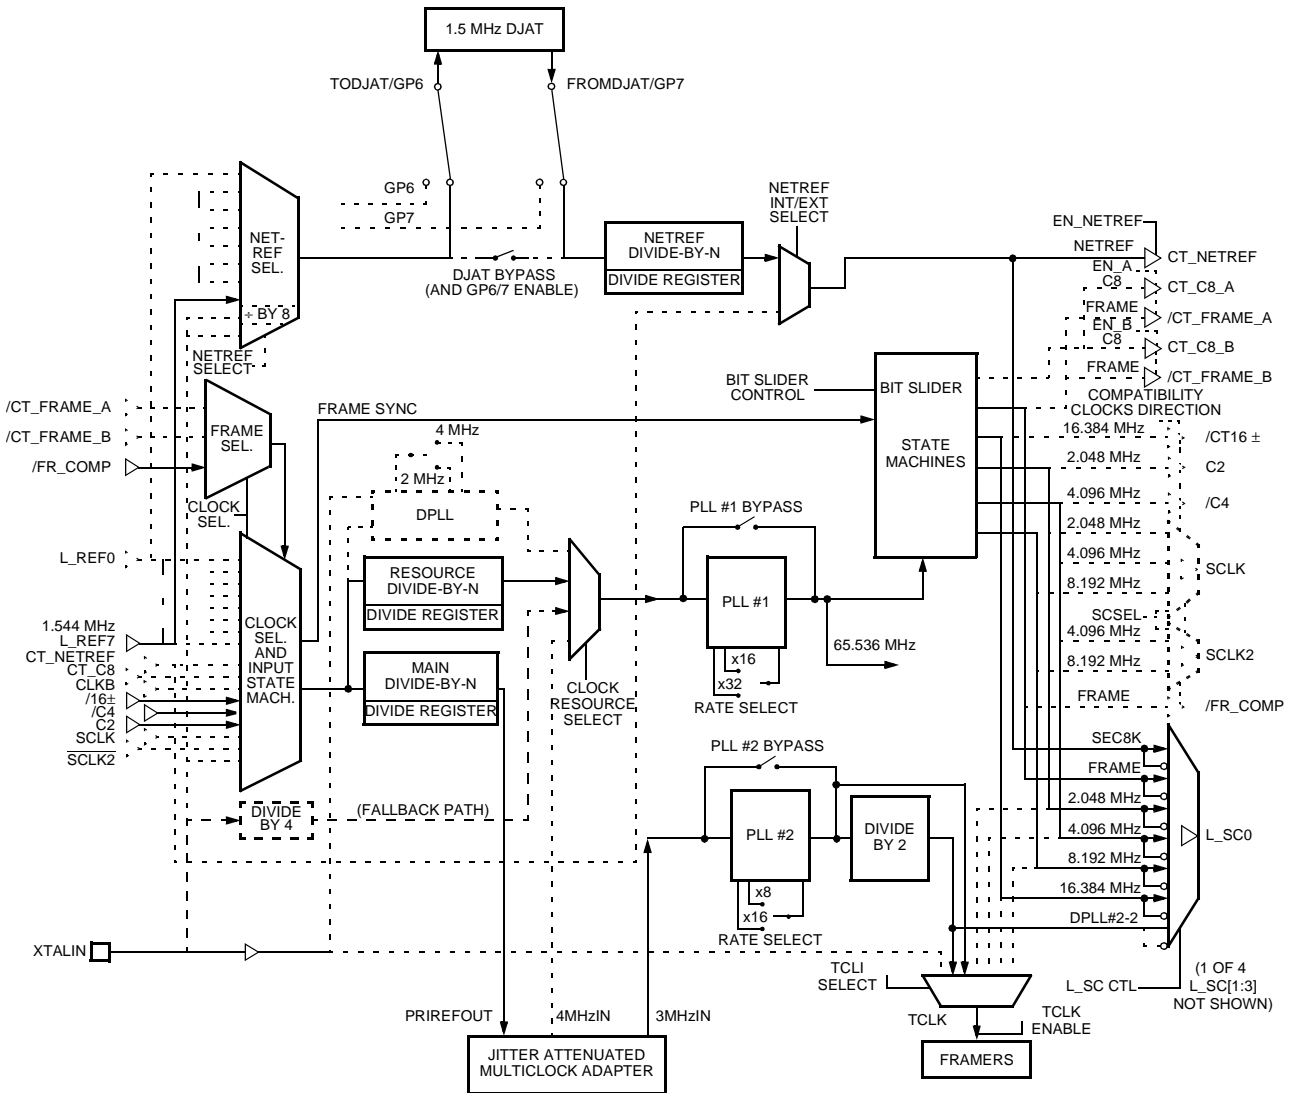 1.5 MHz DJAT
TODJAT/GP6
FROMDJAT/GP7
GP6
GP7
NETREF
INT/EXT
SELECT
NET-
REF
SEL.
÷ BY 8
NETREF
SELECT
DJAT BYPASS
(AND GP6/7 ENABLE)
NETREF
DIVIDE-BY-N
DIVIDE REGISTER
EN_NETREF
NETREF
CT_NETREF
EN_A
C8
CT_C8_A
FRAME
/CT_FRAME_A
EN_B
C8
CT_C8_B
FRAME
/CT_FRAME_B
COMPATIBILITY
CLOCKS DIRECTION
/CT_FRAME_A
/CT_FRAME_B
/FR_COMP
FRAME
SEL.
CLOCK
SEL.
FRAME SYNC
4 MHz
2 MHz
DPLL
BIT SLIDER
CONTROL
BIT SLIDER
STATE
MACHINES
16.384 MHz
/CT16 ±
2.048 MHz
C2
4.096 MHz
/C4
2.048 MHz
4.096 MHz
8.192 MHz
SCLK
SCSEL
4.096 MHz
8.192 MHz
SCLK2
FRAME
/FR_COMP
L_REF0
1.544 MHz
L_REF7
CT_NETREF
CT_C8
CLKB
/16±
/C4
C2
SCLK
SCLK2
CLOCK
SEL.
AND
INPUT
STATE
MACH.
RESOURCE
DIVIDE-BY-N
DIVIDE REGISTER
MAIN
DIVIDE-BY-N
DIVIDE REGISTER
CLOCK
RESOURCE
SELECT
PLL #1 BYPASS
PLL #1
x16
x32
RATE SELECT
65.536 MHz
DIVIDE
BY 4
(FALLBACK PATH)
PLL #2 BYPASS
PLL #2
x8
x16
RATE SELECT
DIVIDE
BY 2
SEC8K
FRAME
2.048 MHz
4.096 MHz
8.192 MHz
16.384 MHz
DPLL#2-2
L_SC0
L_SC CTL
(1 OF 4
L_SC[1:3]
NOT SHOWN)
XTALIN
PRIREFOUT
4MHzIN
3MHzIN
JITTER ATTENUATED
MULTICLOCK ADAPTER
TCLI
SELECT
TCLK
TCLK
ENABLE
FRAMERS